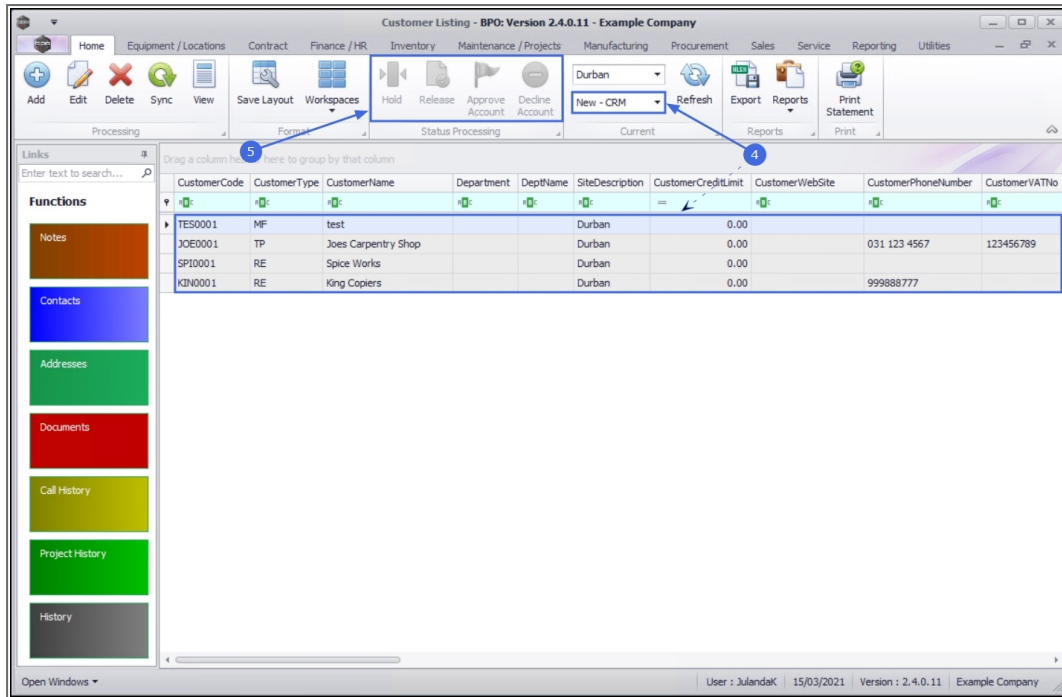 Customer Listing - BPO: Version 2.4.0.11 - Example Company
Home Equipment / Locations Contract Finance / HR Inventory Maintenance / Projects Manufacturing Procurement Sales Service Reporting Utilities
Add Edit Delete Sync View Save Layout Workspaces Hold Release Approve Account Decline Account Durban Refresh Export Reports Print Statement
New - CRM
Processing Format Status Processing Current Reports Print
5 4
Links
Drag a column here to group by that column
Enter text to search...
CustomerCode CustomerType CustomerName Department DeptName SiteDescription CustomerCreditLimit CustomerWebSite CustomerPhoneNumber CustomerVATNo
Functions
=
TES0001 MF test Durban 0.00
JOE0001 TP Joes Carpentry Shop Durban 0.00 031 123 4567 123456789
SPI0001 RE Spice Works Durban 0.00
KIN0001 RE King Copiers Durban 0.00 999888777
Notes
Contacts
Addresses
Documents
Call History
Project History
History
Open Windows User : JulandaK 15/03/2021 Version : 2.4.0.11 Example Company